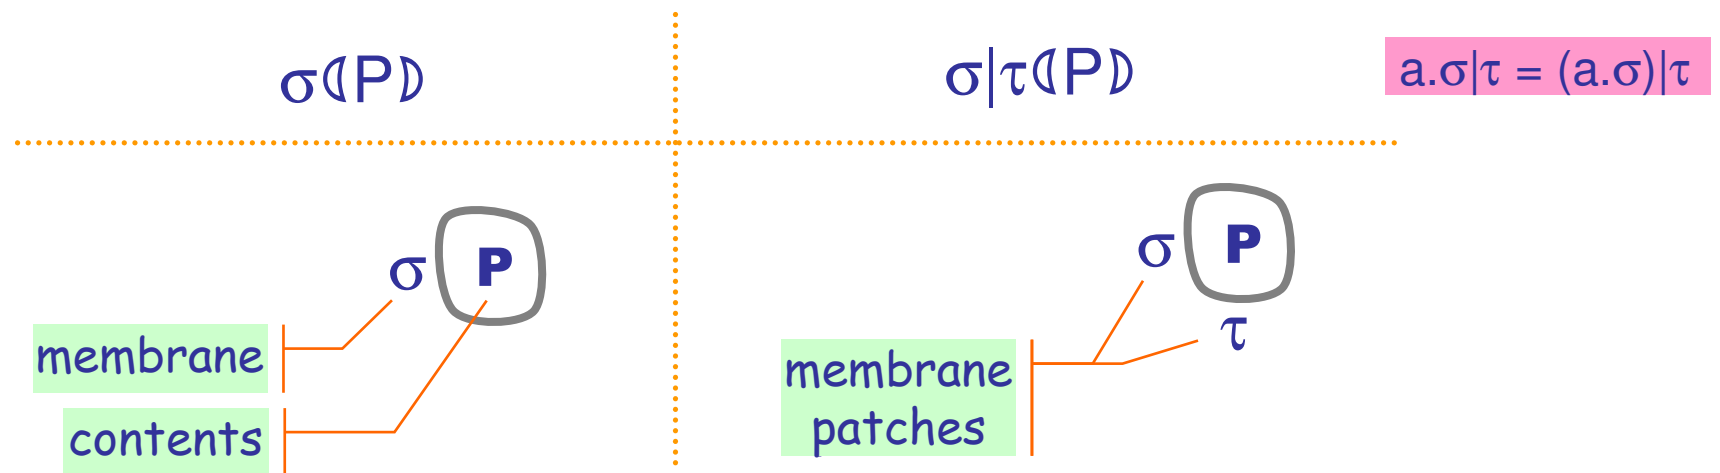 σ⦇P⦈
σ|τ⦇P⦈
a.σ|τ = (a.σ)|τ
σ P
membrane
contents
σ P
τ
membrane
patches